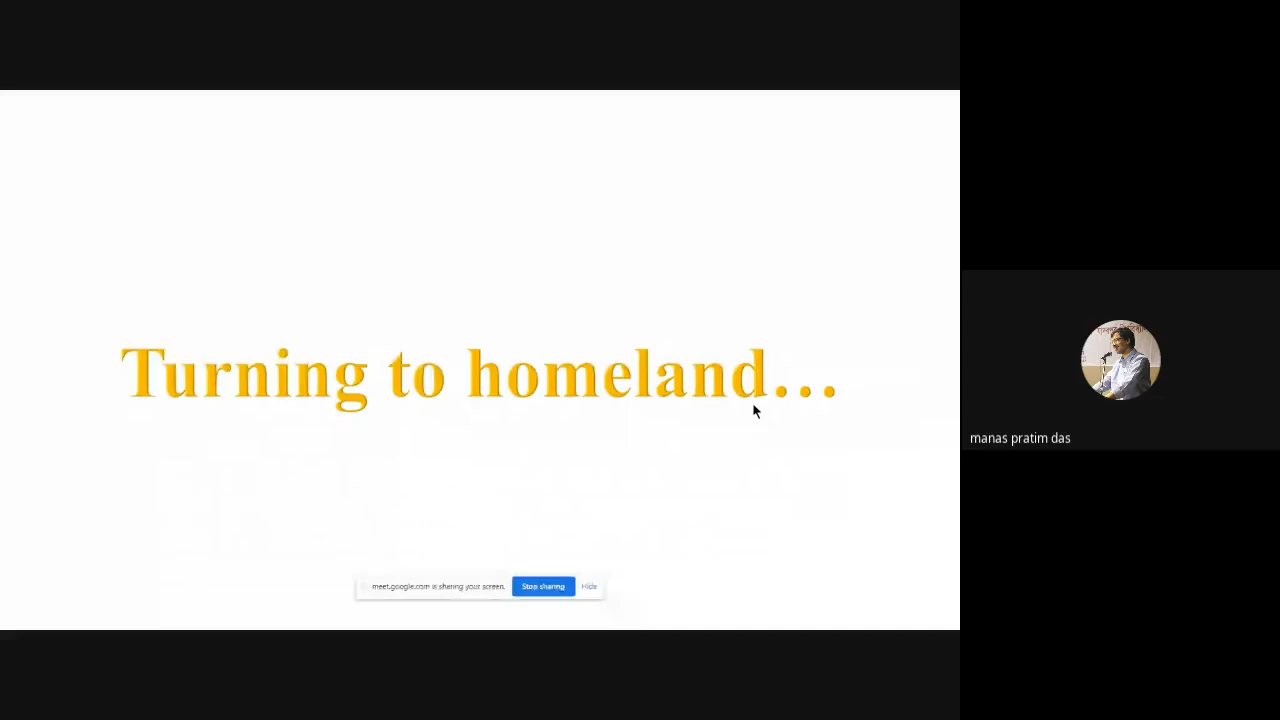 Turning to homeland...
manas pratim das
meet.google.com is sharing your screen. Stop sharing Hide